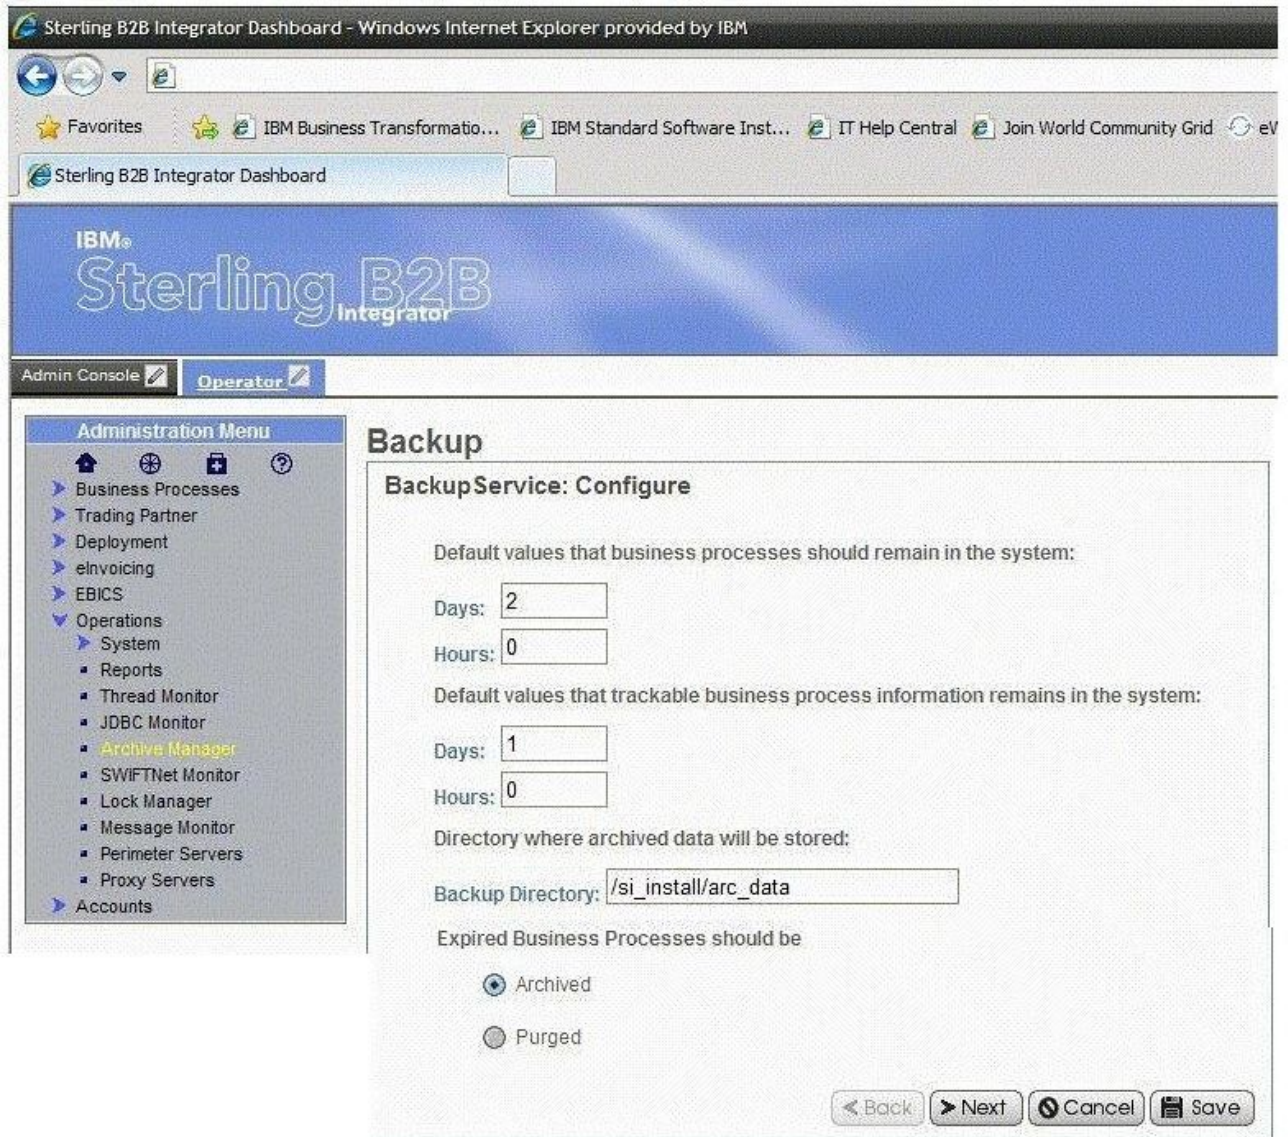 Sterling B2B Integrator Dashboard - Windows Internet Explorer provided by IBM
Favorites IBM Business Transformatio... IBM Standard Software Inst... IT Help Central Join World Community Grid eW
Sterling B2B Integrator Dashboard
IBM®
Sterling B2B
Integrator
Admin Console Operator
Administration Menu
Business Processes
Trading Partner
Deployment
eInvoicing
EBICS
Operations
System
Reports
Thread Monitor
JDBC Monitor
Archive Manager
SWIFTNet Monitor
Lock Manager
Message Monitor
Perimeter Servers
Proxy Servers
Accounts
Backup
BackupService: Configure
Default values that business processes should remain in the system:
Days: 2
Hours: 0
Default values that trackable business process information remains in the system:
Days: 1
Hours: 0
Directory where archived data will be stored:
Backup Directory: /si_install/arc_data
Expired Business Processes should be
Archived
Purged
Back Next Cancel Save